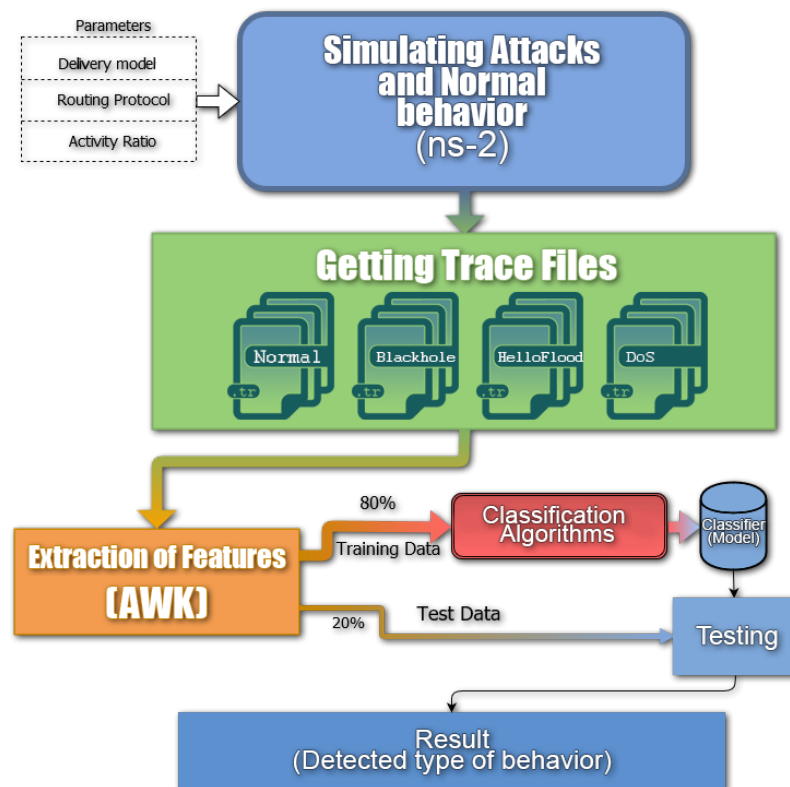 Parameters
Delivery model
Routing Protocol
Activity Ratio
Simulating Attacks
and Normal
behavior
(ns-2)
Getting Trace Files
Normal
.tr
Blackhole
.tr
HelloFlood
.tr
DoS
.tr
Extraction of Features
(AWK)
80%
Training Data
Classification
Algorithms
Classifier
(Model)
20%
Test Data
Testing
Result
(Detected type of behavior)